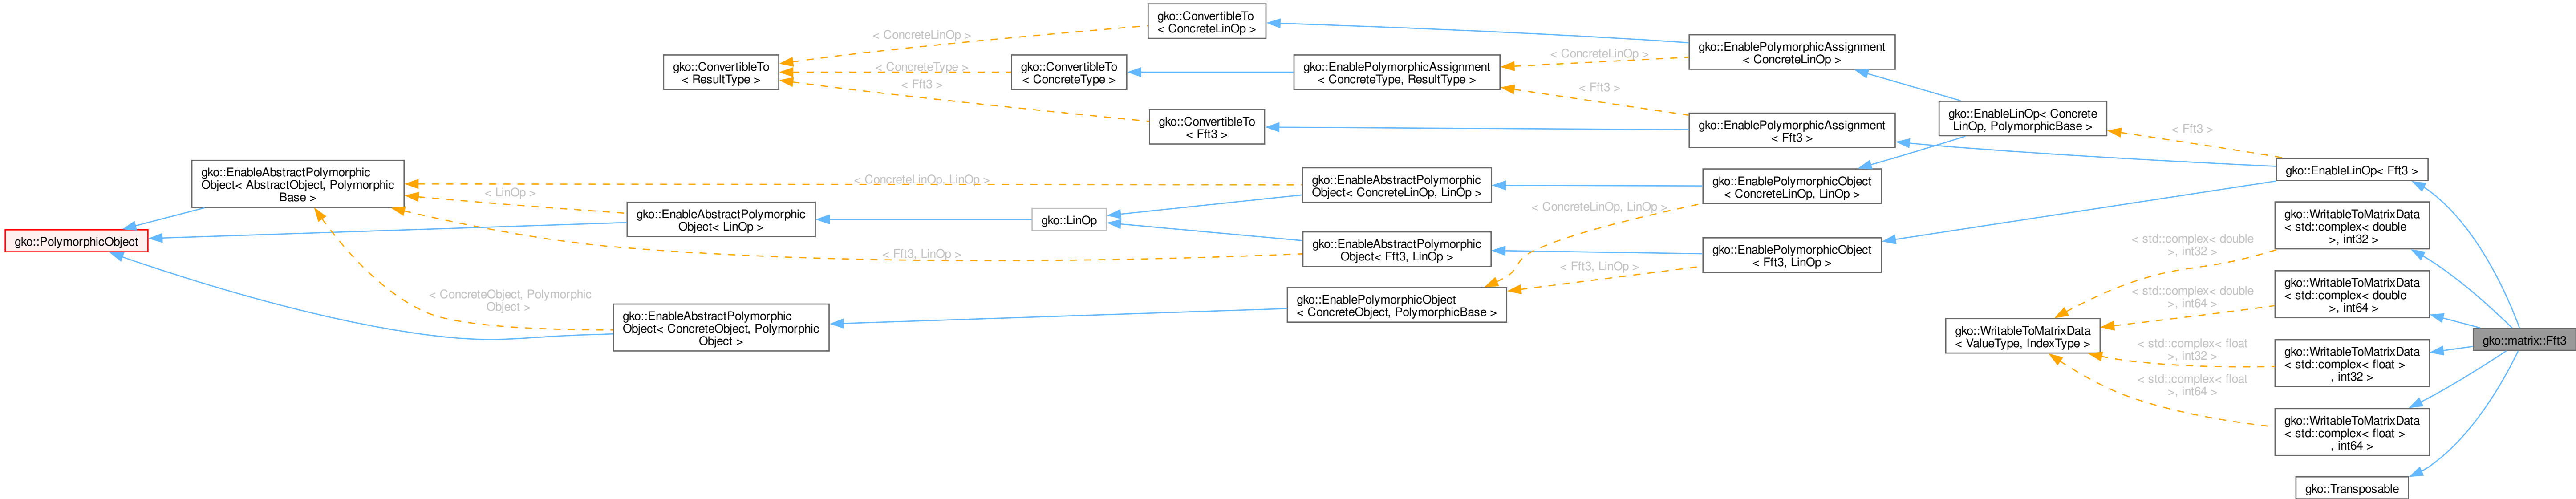 gko::ConvertibleTo
< ConcreteLinOp >
< ConcreteLinOp >
gko::EnablePolymorphicAssignment
< ConcreteLinOp >
< ConcreteLinOp >
gko::ConvertibleTo
< ResultType >
< ConcreteType >
gko::ConvertibleTo
< ConcreteType >
gko::EnablePolymorphicAssignment
< ConcreteType, ResultType >
< Fft3 >
< Fft3 >
gko::ConvertibleTo
< Fft3 >
gko::EnablePolymorphicAssignment
< Fft3 >
gko::EnableLinOp< Concrete
LinOp, PolymorphicBase >
< Fft3 >
gko::EnableLinOp< Fft3 >
gko::EnableAbstractPolymorphic
Object< AbstractObject, Polymorphic
Base >
< ConcreteLinOp, LinOp >
< LinOp >
gko::EnableAbstractPolymorphic
Object< ConcreteLinOp, LinOp >
gko::EnablePolymorphicObject
< ConcreteLinOp, LinOp >
gko::EnableAbstractPolymorphic
Object< LinOp >
gko::LinOp
< ConcreteLinOp, LinOp >
gko::WritableToMatrixData
< std::complex< double
>, int32 >
gko::PolymorphicObject
< Fft3, LinOp >
gko::EnableAbstractPolymorphic
Object< Fft3, LinOp >
< Fft3, LinOp >
gko::EnablePolymorphicObject
< Fft3, LinOp >
< std::complex< double
>, int32 >
< ConcreteObject, Polymorphic
Object >
gko::EnablePolymorphicObject
< ConcreteObject, PolymorphicBase >
< std::complex< double
>, int64 >
gko::WritableToMatrixData
< std::complex< double
>, int64 >
gko::EnableAbstractPolymorphic
Object< ConcreteObject, Polymorphic
Object >
gko::WritableToMatrixData
< ValueType, IndexType >
< std::complex< float
>, int32 >
gko::WritableToMatrixData
< std::complex< float >
, int32 >
gko::matrix::Fft3
< std::complex< float
>, int64 >
gko::WritableToMatrixData
< std::complex< float >
, int64 >
gko::Transposable